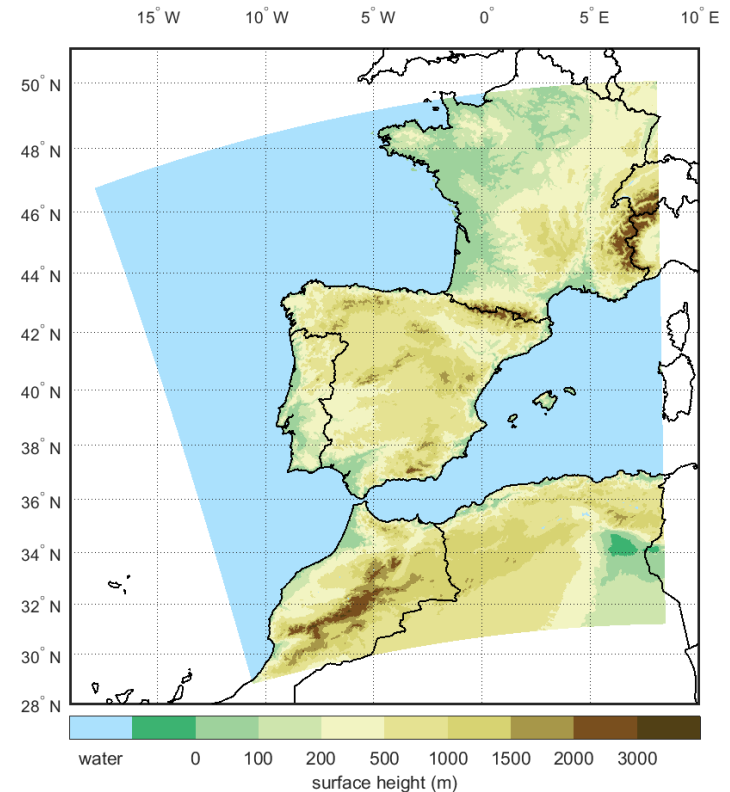 15° W 10° W 5° W 0° 5° E 10° E
50° N
48° N
46° N
44° N
42° N
40° N
38° N
36° N
34° N
32° N
30° N
28° N
water 0 100 200 500 1000 1500 2000 3000
surface height (m)